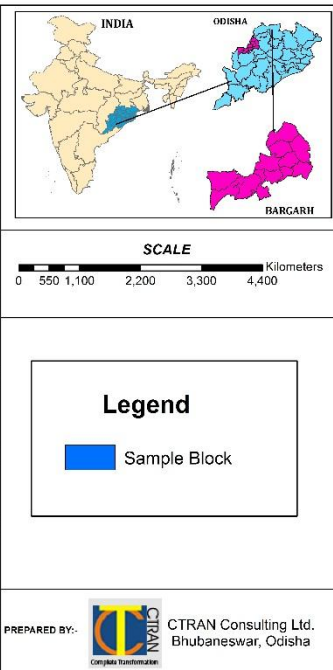 INDIA
ODISHA
BARGARH
SCALE
Kilometers
0 550 1,100 2,200 3,300 4,400
Legend
Sample Block
PREPARED BY:-
CTRAN
Complete Transformation
CTRAN Consulting Ltd.
Bhubaneswar, Odisha